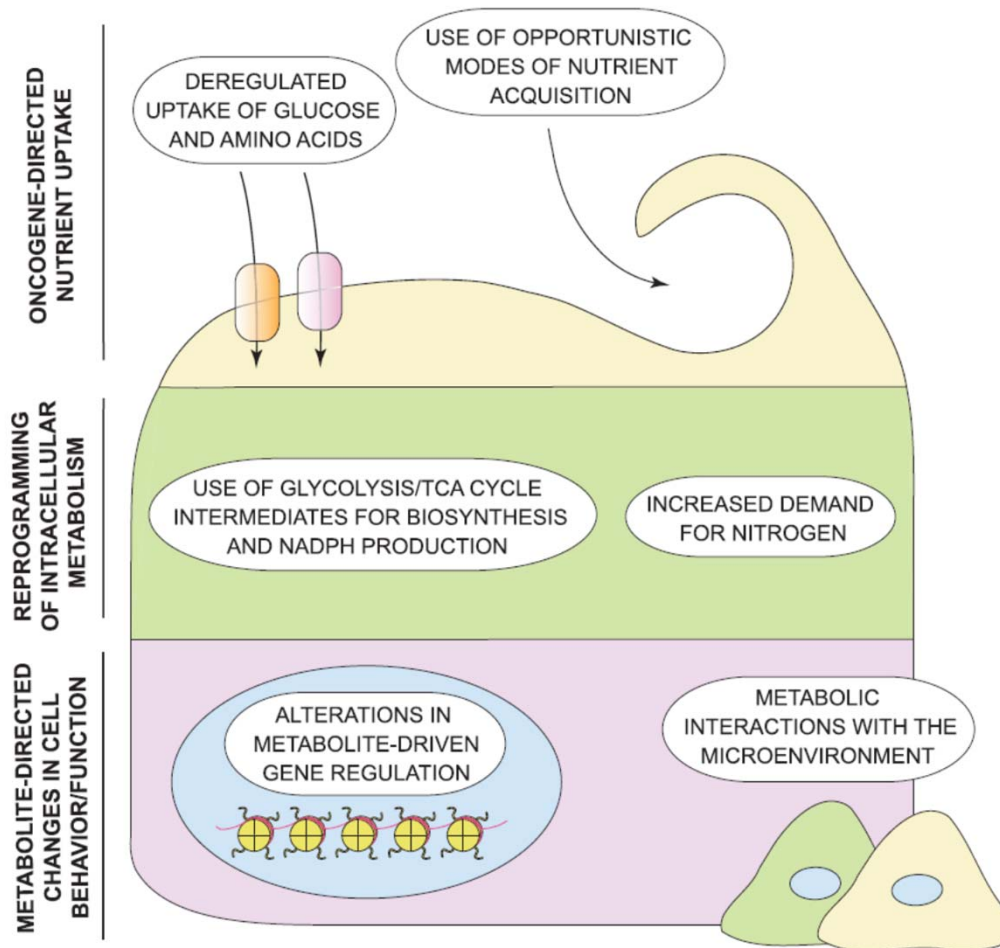 ONCOGENE-DIRECTED
NUTRIENT UPTAKE
DEREGULATED
UPTAKE OF GLUCOSE
AND AMINO ACIDS
USE OF OPPORTUNISTIC
MODES OF NUTRIENT
ACQUISITION
REPROGRAMMING
OF INTRACELLULAR
METABOLISM
USE OF GLYCOLYSIS/TCA CYCLE
INTERMEDIATES FOR BIOSYNTHESIS
AND NADPH PRODUCTION
INCREASED DEMAND
FOR NITROGEN
METABOLITE-DIRECTED
CHANGES IN CELL
BEHAVIOR/FUNCTION
ALTERATIONS IN
METABOLITE-DRIVEN
GENE REGULATION
METABOLIC
INTERACTIONS WITH THE
MICROENVIRONMENT